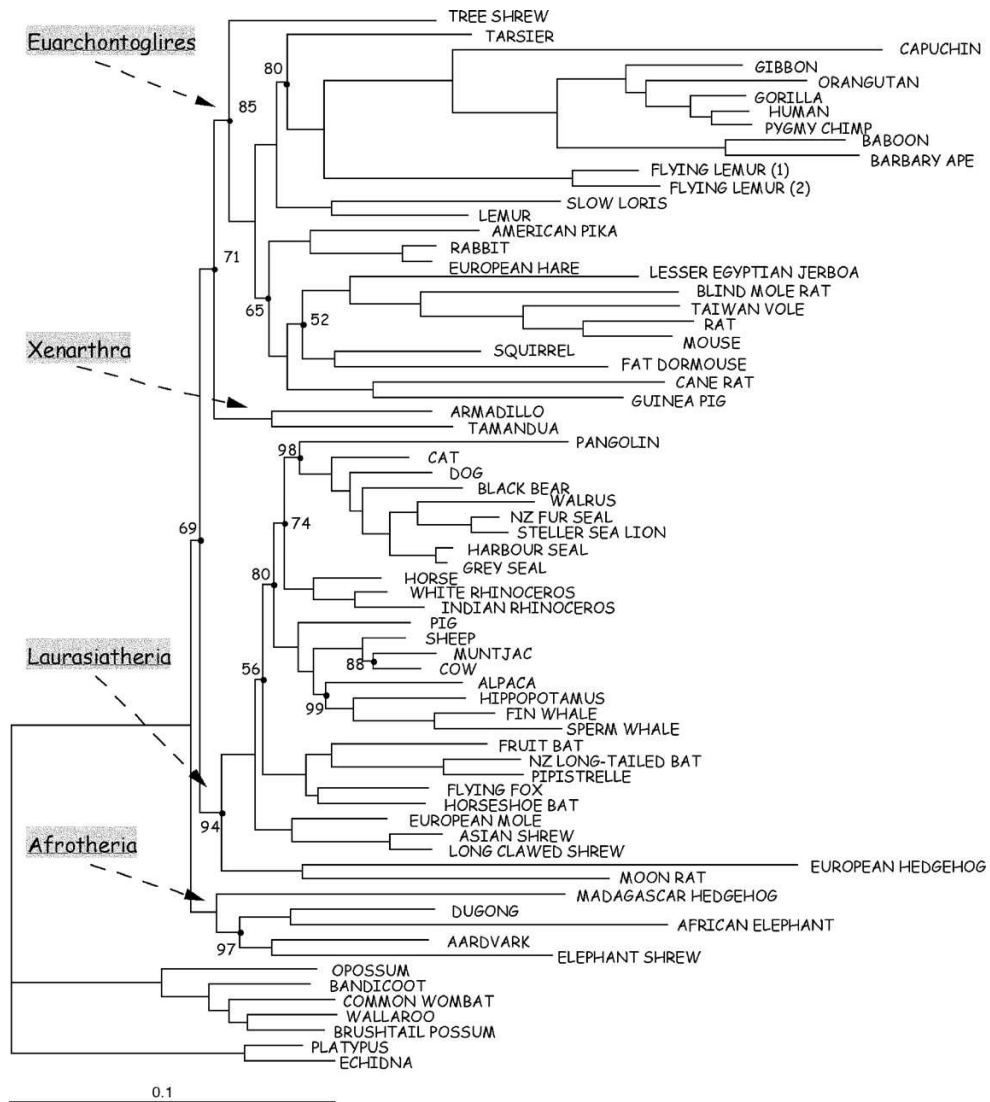 TREE SHREW
Euarchontoglires
TARSIER
CAPUCHIN
80
GIBBON
ORANGUTAN
85
GORILLA
HUMAN
PYGMY CHIMP
BABOON
BARBARY APE
FLYING LEMUR (1)
FLYING LEMUR (2)
SLOW LORIS
LEMUR
AMERICAN PIKA
71
RABBIT
EUROPEAN HARE
LESSER EGYPTIAN JERBOA
BLIND MOLE RAT
65
TAIWAN VOLE
52
RAT
MOUSE
Xenarthra
SQUIRREL
FAT DORMOUSE
CANE RAT
GUINEA PIG
ARMADILLO
TAMANDUA
98
PANGOLIN
CAT
DOG
BLACK BEAR
WALRUS
NZ FUR SEAL
74
STELLER SEA LION
69
HARBOUR SEAL
GREY SEAL
80
HORSE
WHITE RHINOCEROS
INDIAN RHINOCEROS
PIG
SHEEP
Laurasiatheria
MUNTJAC
88
COW
56
ALPACA
HIPPOPOTAMUS
99
FIN WHALE
SPERM WHALE
FRUIT BAT
NZ LONG-TAILED BAT
PIPISTRELLE
FLYING FOX
HORSESHOE BAT
EUROPEAN MOLE
94
ASIAN SHREW
Afrotheria
LONG CLAWED SHREW
EUROPEAN HEDGEHOG
MOON RAT
MADAGASCAR HEDGEHOG
DUGONG
AFRICAN ELEPHANT
AARDVARK
97
ELEPHANT SHREW
OPOSSUM
BANDICOOT
COMMON WOMBAT
WALLAROO
BRUSHTAIL POSSUM
PLATYPUS
ECHIDNA
0.1